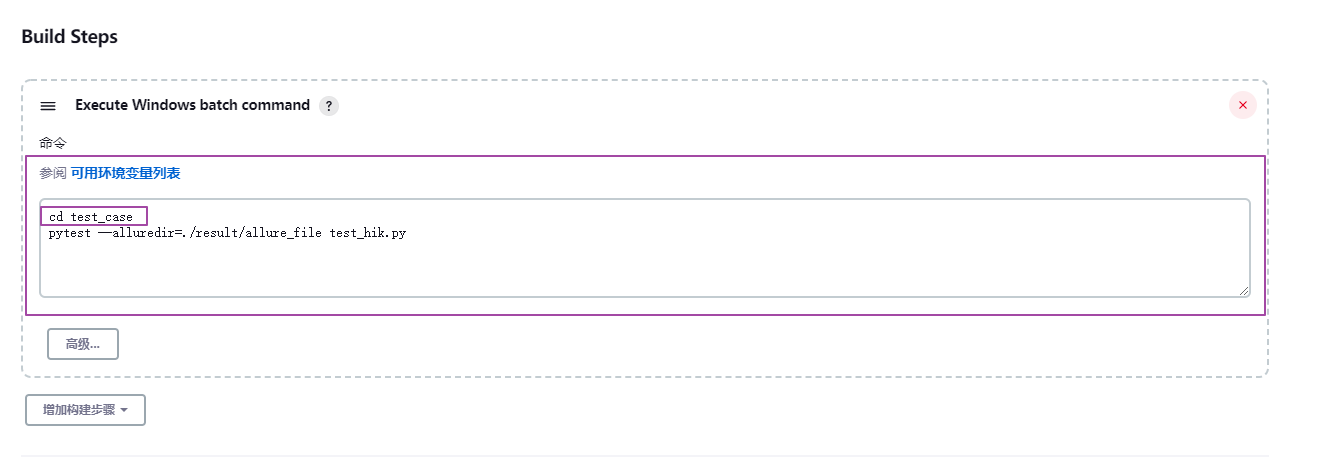 Build Steps
Execute Windows batch command ?
命令
参阅 可用环境变量列表
cd test_case
pytest --alluredir=./result/allure_file test_hik.py
高级...
增加构建步骤